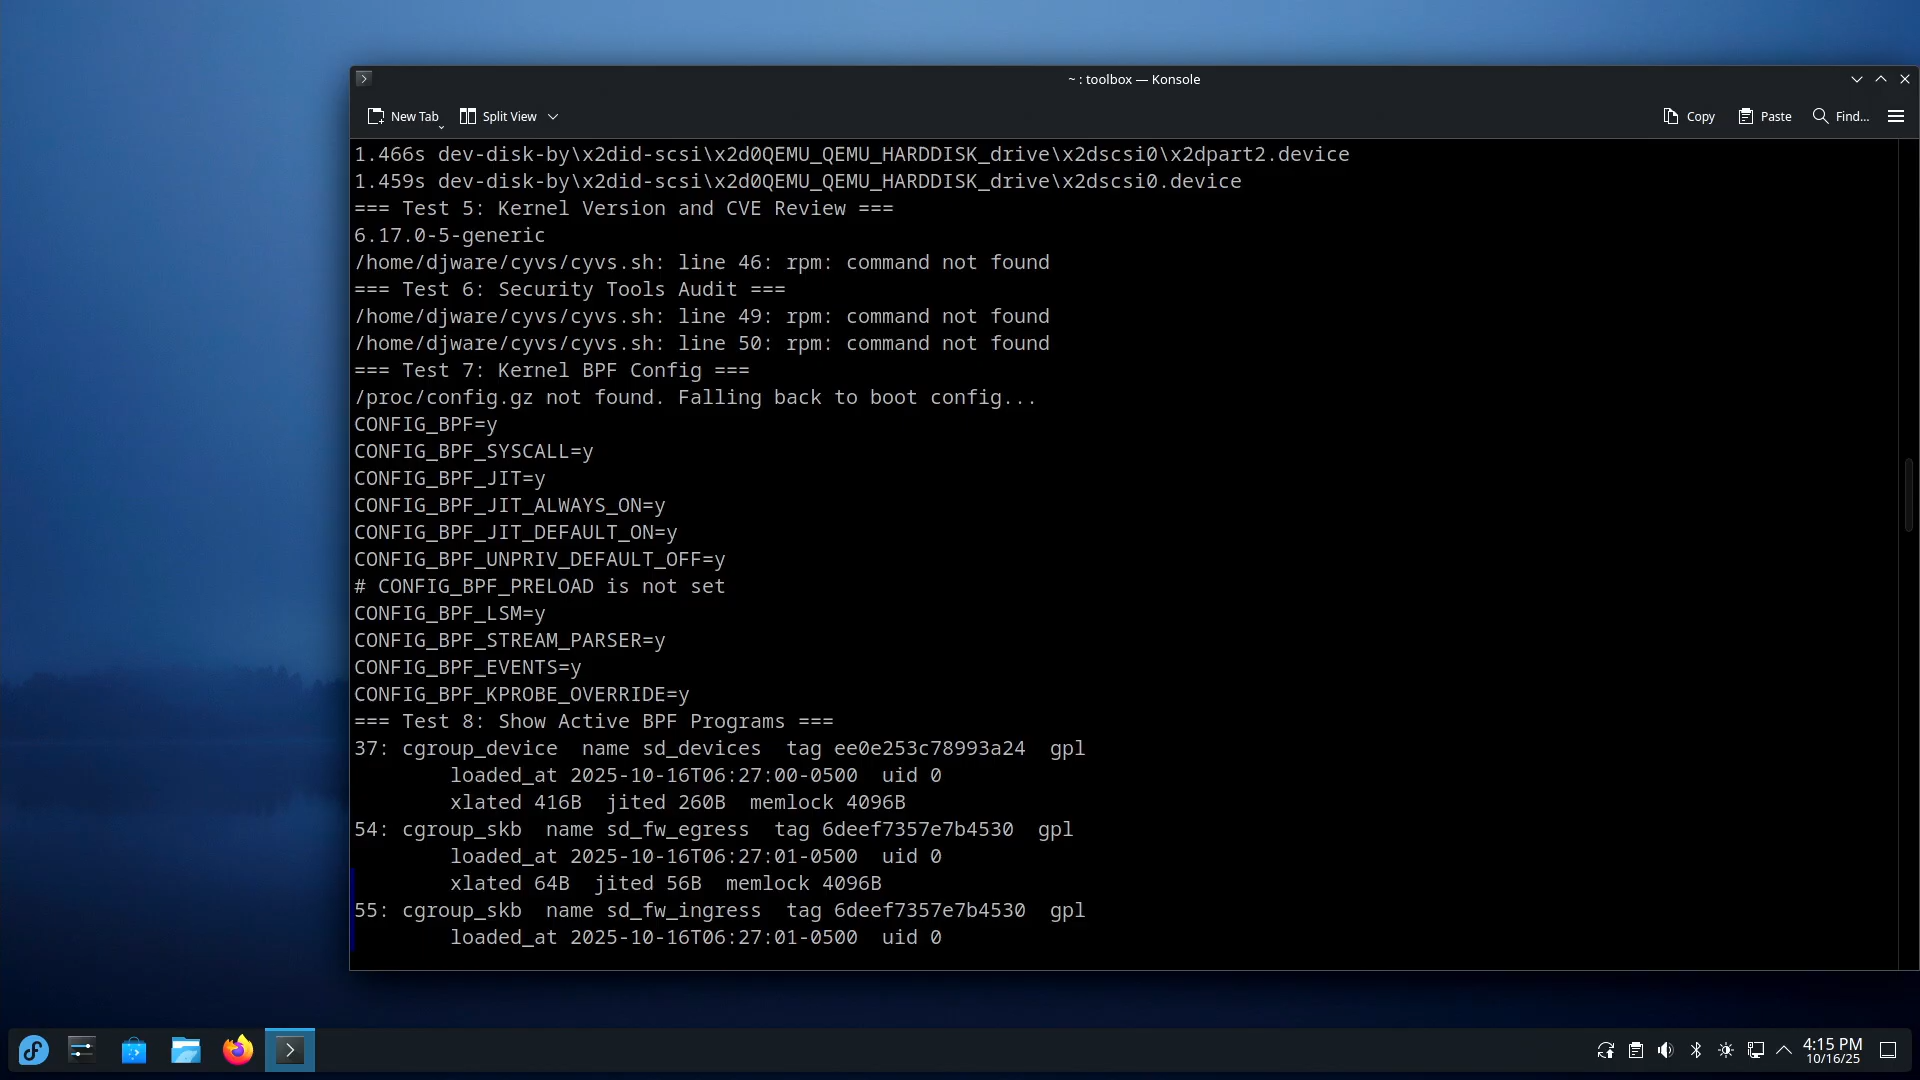 ~ : toolbox — Konsole
New Tab
Split View
Copy
Paste
Find...
1.466s dev-disk-by\x2did-scsi\x2d0QEMU_QEMU_HARDDISK_drive\x2dscsi0\x2dpart2.device
1.459s dev-disk-by\x2did-scsi\x2d0QEMU_QEMU_HARDDISK_drive\x2dscsi0.device
=== Test 5: Kernel Version and CVE Review ===
6.17.0-5-generic
/home/djware/cyvs/cyvs.sh: line 46: rpm: command not found
=== Test 6: Security Tools Audit ===
/home/djware/cyvs/cyvs.sh: line 49: rpm: command not found
/home/djware/cyvs/cyvs.sh: line 50: rpm: command not found
=== Test 7: Kernel BPF Config ===
/proc/config.gz not found. Falling back to boot config...
CONFIG_BPF=y
CONFIG_BPF_SYSCALL=y
CONFIG_BPF_JIT=y
CONFIG_BPF_JIT_ALWAYS_ON=y
CONFIG_BPF_JIT_DEFAULT_ON=y
CONFIG_BPF_UNPRIV_DEFAULT_OFF=y
# CONFIG_BPF_PRELOAD is not set
CONFIG_BPF_LSM=y
CONFIG_BPF_STREAM_PARSER=y
CONFIG_BPF_EVENTS=y
CONFIG_BPF_KPROBE_OVERRIDE=y
=== Test 8: Show Active BPF Programs ===
37: cgroup_device  name sd_devices  tag ee0e253c78993a24  gpl
        loaded_at 2025-10-16T06:27:00-0500  uid 0
        xlated 416B  jited 260B  memlock 4096B
54: cgroup_skb  name sd_fw_egress  tag 6deef7357e7b4530  gpl
        loaded_at 2025-10-16T06:27:01-0500  uid 0
        xlated 64B  jited 56B  memlock 4096B
55: cgroup_skb  name sd_fw_ingress  tag 6deef7357e7b4530  gpl
        loaded_at 2025-10-16T06:27:01-0500  uid 0
4:15 PM
10/16/25